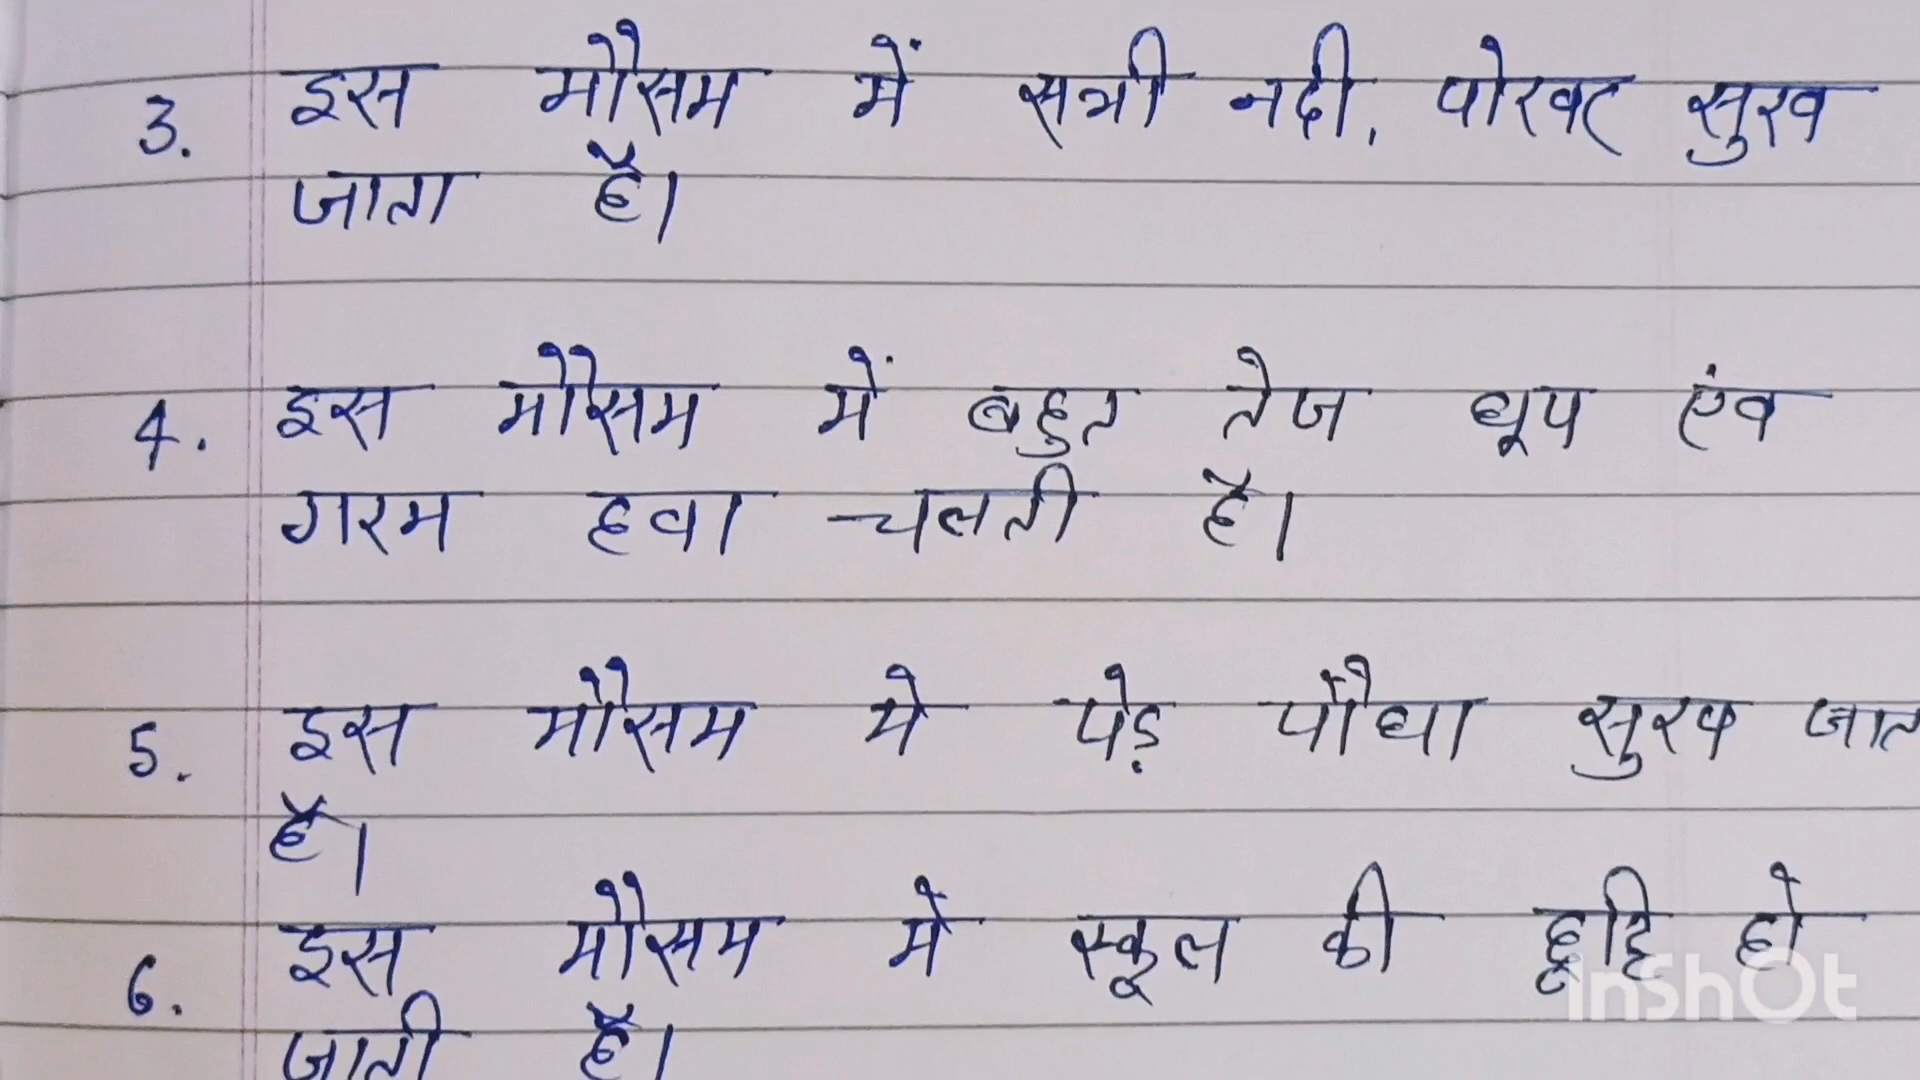 3. इस मौसम में सभी नदी, पोखर सुख
जाता है।
4. इस मौसम में बहुत तेज धूप एंव
गरम हवा चलती है।
5. इस मौसम मे पेड़ पौधा सुख जात
है।
6. इस मौसम मे स्कूल की छूटि हो
जाती है।
InShOt